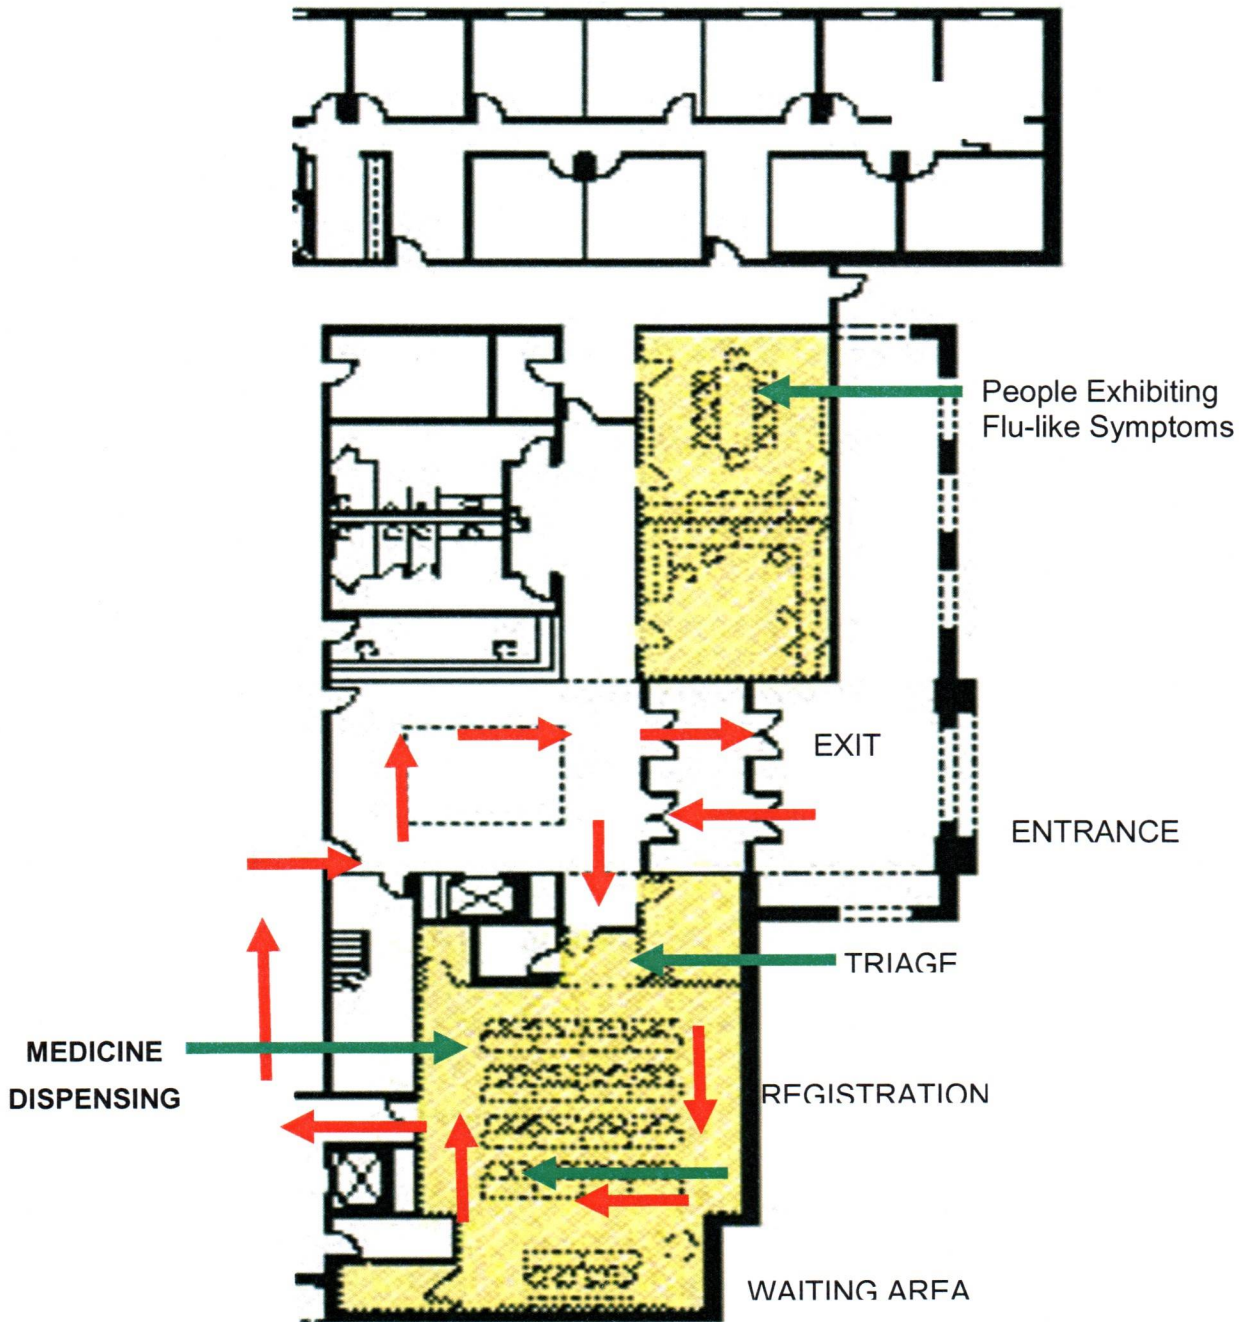 People Exhibiting
Flu-like Symptoms
EXIT
ENTRANCE
TRIAGE
MEDICINE
DISPENSING
REGISTRATION
WAITING AREA